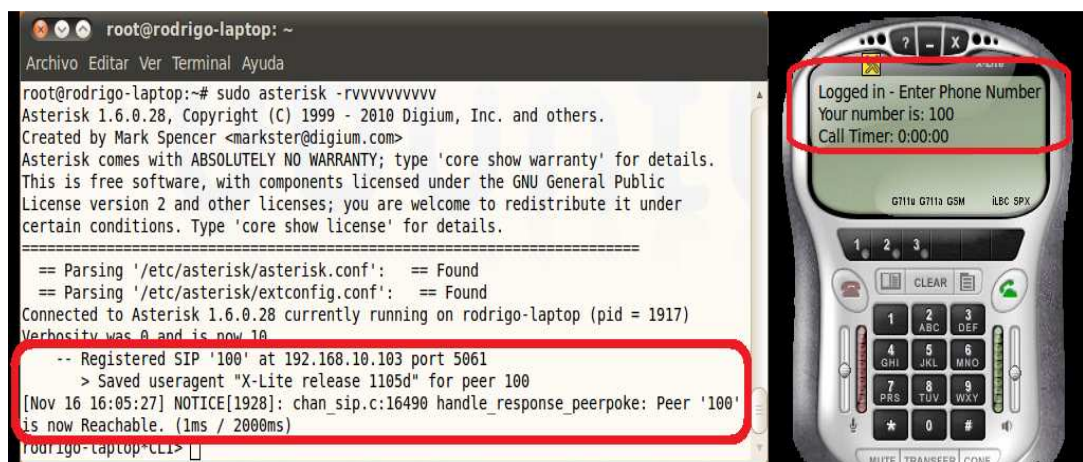 root@rodrigo-laptop: ~
Archivo Editar Ver Terminal Ayuda
root@rodrigo-laptop:~# sudo asterisk -rvvvvvvvvvv
Asterisk 1.6.0.28, Copyright (C) 1999 - 2010 Digium, Inc. and others.
Created by Mark Spencer <markster@digium.com>
Asterisk comes with ABSOLUTELY NO WARRANTY; type 'core show warranty' for details.
This is free software, with components licensed under the GNU General Public
License version 2 and other licenses; you are welcome to redistribute it under
certain conditions. Type 'core show license' for details.
=========================================================================
== Parsing '/etc/asterisk/asterisk.conf': == Found
== Parsing '/etc/asterisk/extconfig.conf': == Found
Connected to Asterisk 1.6.0.28 currently running on rodrigo-laptop (pid = 1917)
Verbosity was 0 and is now 10
-- Registered SIP '100' at 192.168.10.103 port 5061
> Saved useragent "X-Lite release 1105d" for peer 100
[Nov 16 16:05:27] NOTICE[1928]: chan_sip.c:16490 handle_response_peerpoke: Peer '100'
is now Reachable. (1ms / 2000ms)
rodrigo-laptop*CLI>
? - X
X-Lite
Logged in - Enter Phone Number
Your number is: 100
Call Timer: 0:00:00
G711u G711a GSM iLBC SPX
1 2 3
CLEAR
1 2 ABC 3 DEF
4 GHI 5 JKL 6 MNO
7 PRS 8 TUV 9 WXY
* 0 #
MUTE TRANSFER CONF